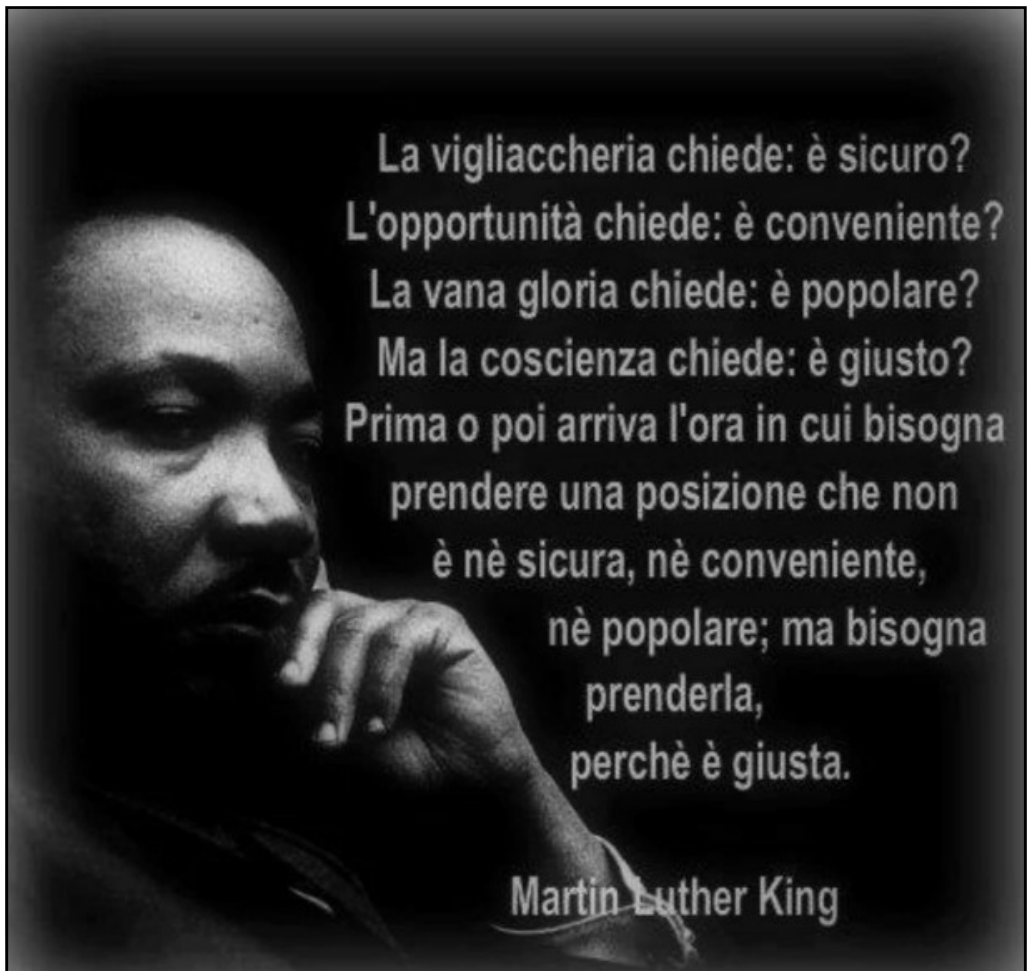 La vigliaccheria chiede: è sicuro?
L'opportunità chiede: è conveniente?
La vana gloria chiede: è popolare?
Ma la coscienza chiede: è giusto?
Prima o poi arriva l'ora in cui bisogna
prendere una posizione che non
è nè sicura, nè conveniente,
nè popolare; ma bisogna
prenderla,
perchè è giusta.
Martin Luther King